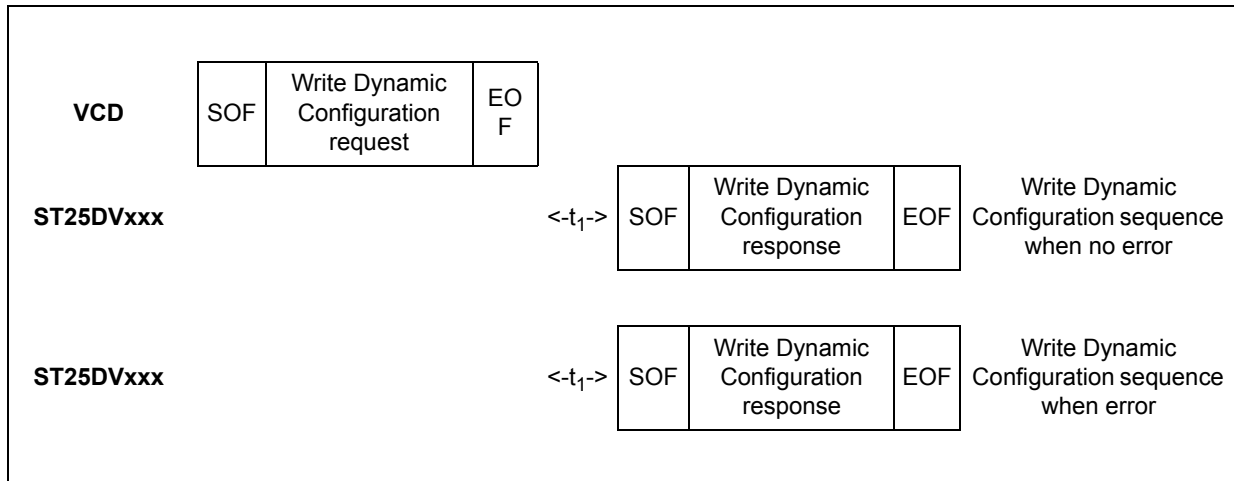 VCD
SOF
Write Dynamic
Configuration
request
EO
F
ST25DVxxx
<-t₁->
SOF
Write Dynamic
Configuration
response
EOF
Write Dynamic
Configuration sequence
when no error
ST25DVxxx
<-t₁->
SOF
Write Dynamic
Configuration
response
EOF
Write Dynamic
Configuration sequence
when error